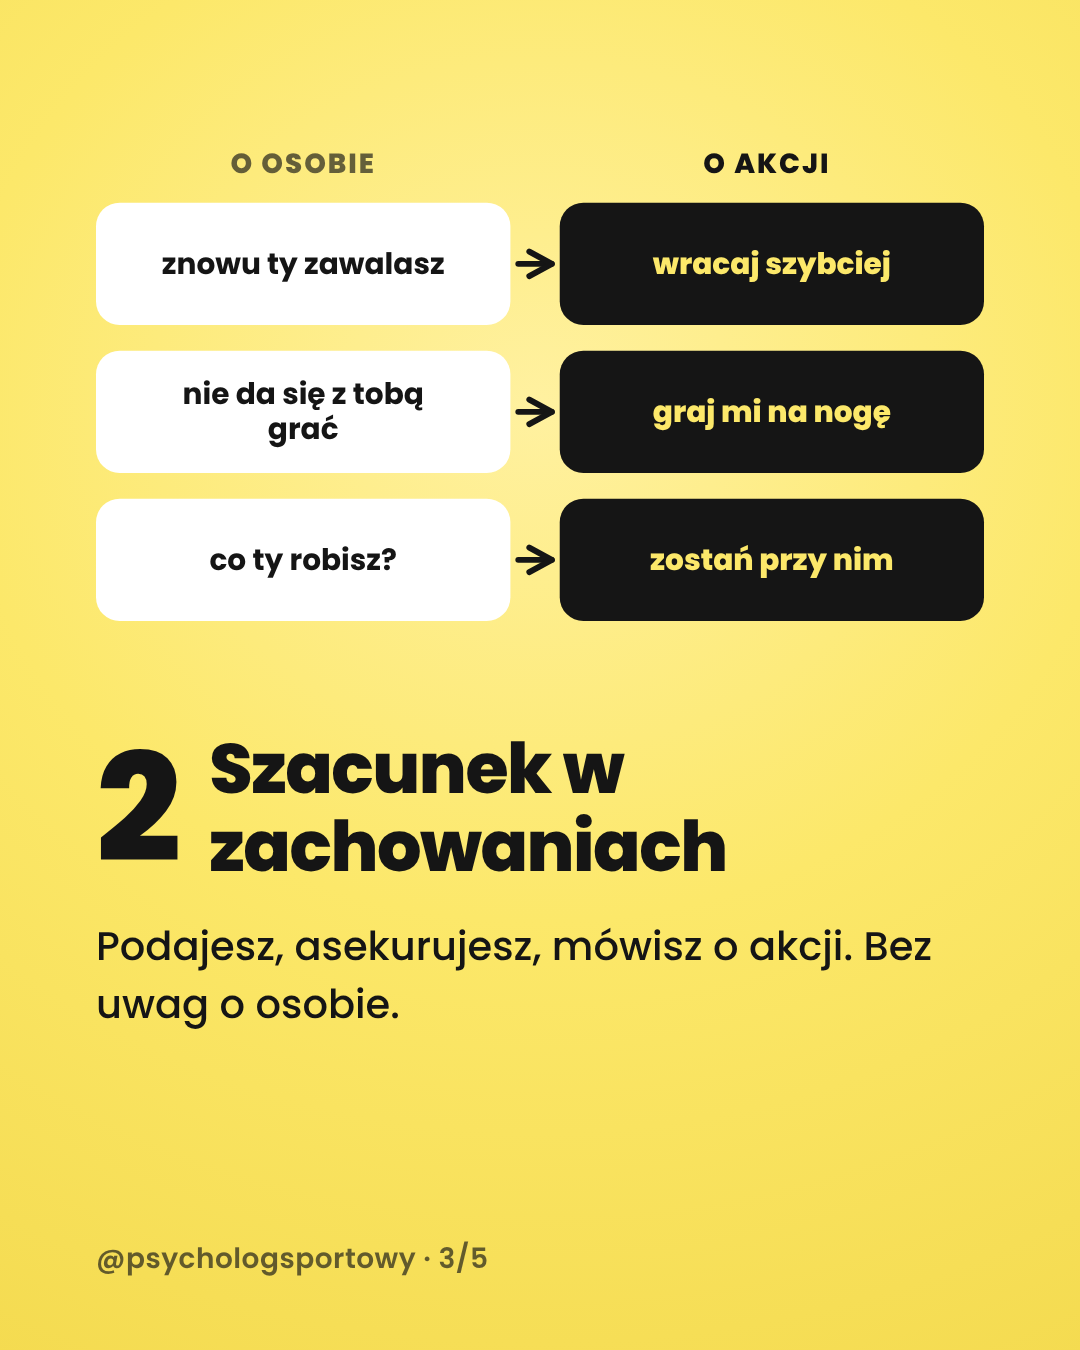 O OSOBIE
O AKCJI
znowu ty zawalasz
wracaj szybciej
nie da się z tobą
grać
graj mi na nogę
co ty robisz?
zostań przy nim
2
Szacunek w
zachowaniach
Podajesz, asekurujesz, mówisz o akcji. Bez
uwag o osobie.
@psychologsportowy · 3/5